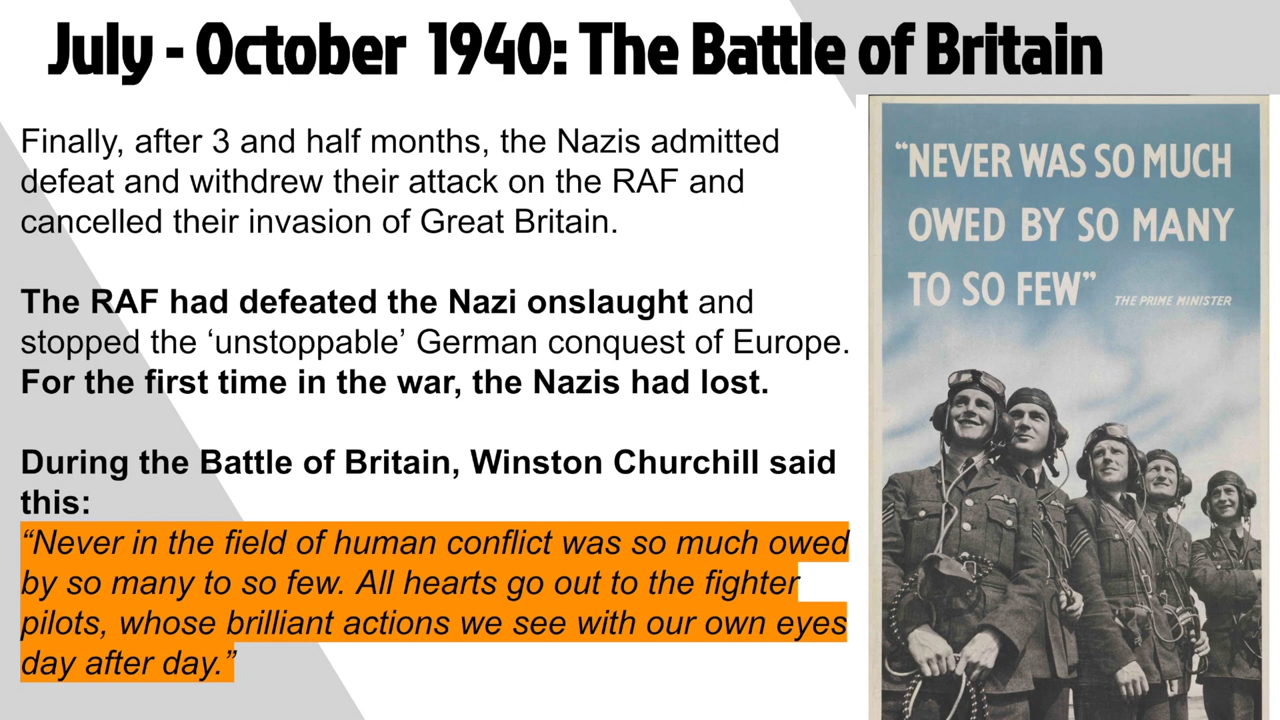 July - October 1940: The Battle of Britain
Finally, after 3 and half months, the Nazis admitted
defeat and withdrew their attack on the RAF and
cancelled their invasion of Great Britain.
The RAF had defeated the Nazi onslaught and
stopped the ‘unstoppable’ German conquest of Europe.
For the first time in the war, the Nazis had lost.
During the Battle of Britain, Winston Churchill said
this:
“Never in the field of human conflict was so much owed
by so many to so few. All hearts go out to the fighter
pilots, whose brilliant actions we see with our own eyes
day after day.”
“NEVER WAS SO MUCH
OWED BY SO MANY
TO SO FEW”
THE PRIME MINISTER